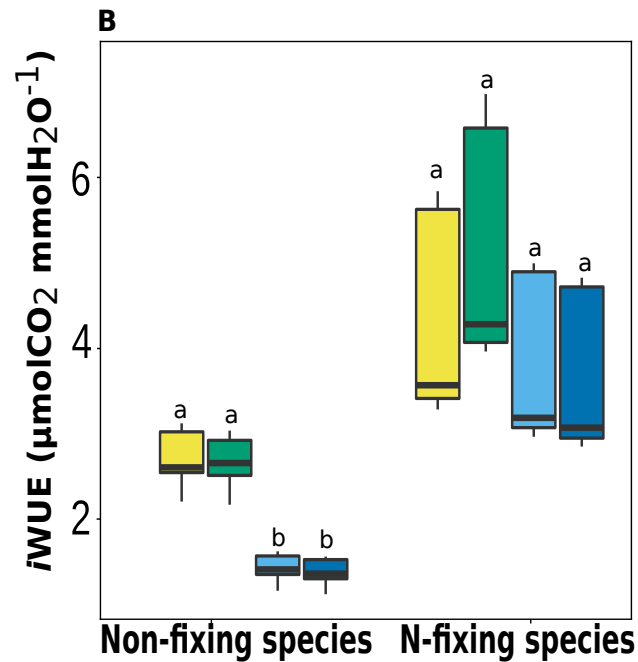 B
iWUE (µmolCO2 mmolH2O-1)
6
4
2
a
a
b
b
a
a
a
a
Non-fixing species
N-fixing species